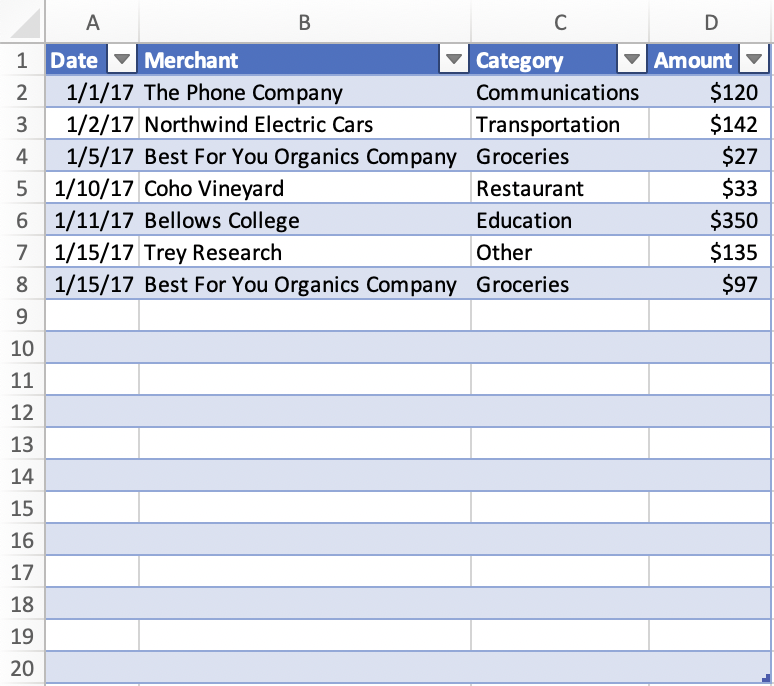 A B C D
1 Date Merchant Category Amount
2 1/1/17 The Phone Company Communications $120
3 1/2/17 Northwind Electric Cars Transportation $142
4 1/5/17 Best For You Organics Company Groceries $27
5 1/10/17 Coho Vineyard Restaurant $33
6 1/11/17 Bellows College Education $350
7 1/15/17 Trey Research Other $135
8 1/15/17 Best For You Organics Company Groceries $97
9
10
11
12
13
14
15
16
17
18
19
20